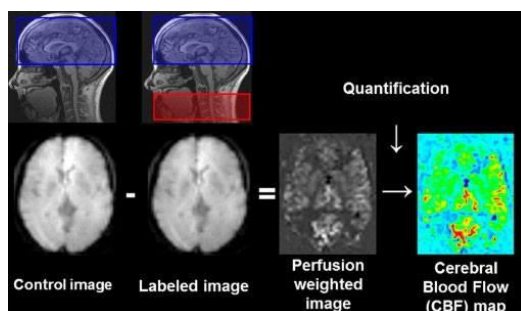 Quantification
-
=
Control image
Labeled image
Perfusion
weighted
image
Cerebral
Blood Flow
(CBF) map